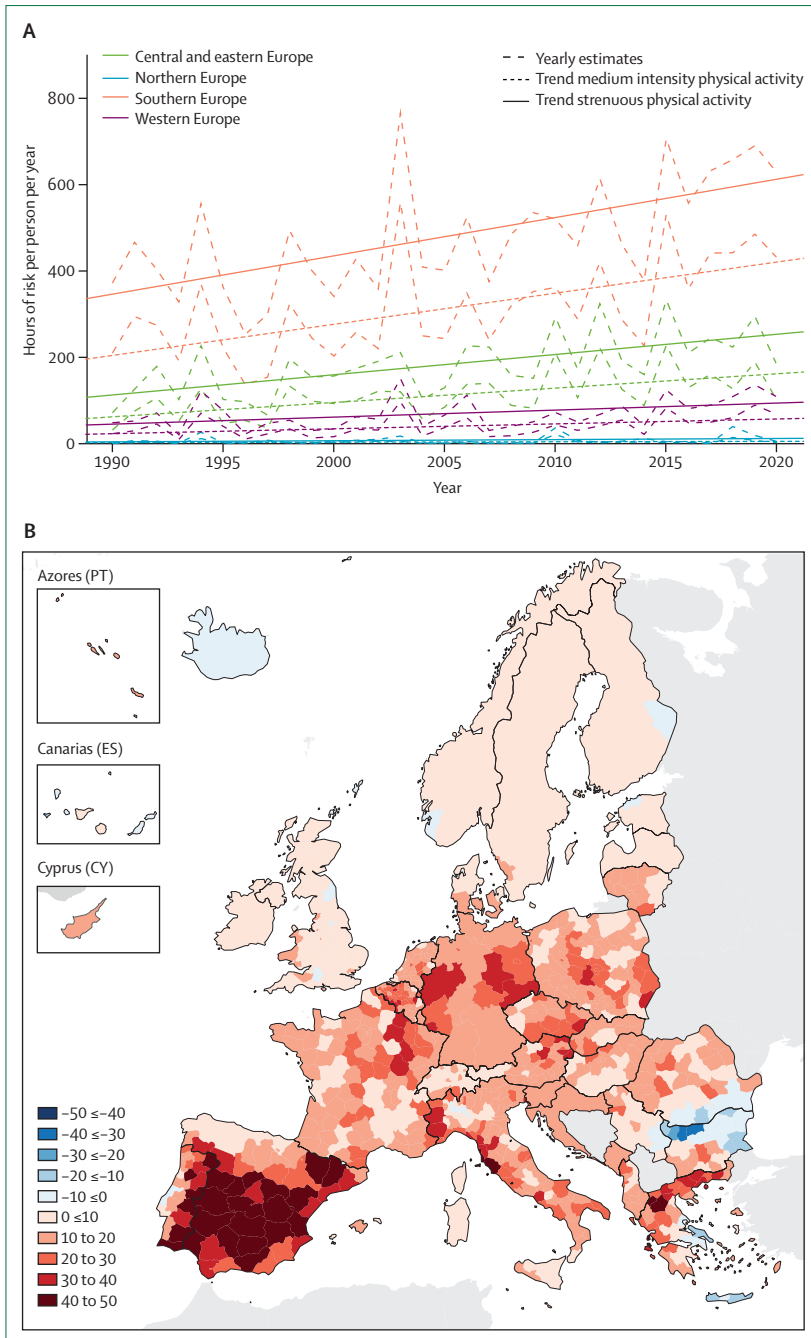 A
Central and eastern Europe
Northern Europe
Southern Europe
Western Europe
Yearly estimates
Trend medium intensity physical activity
Trend strenuous physical activity
Hours of risk per person per year
800
600
400
200
0
1990
1995
2000
2005
2010
2015
2020
Year
B
Azores (PT)
Canarias (ES)
Cyprus (CY)
−50 ≤−40
−40 ≤−30
−30 ≤−20
−20 ≤−10
−10 ≤0
0 ≤10
10 to 20
20 to 30
30 to 40
40 to 50